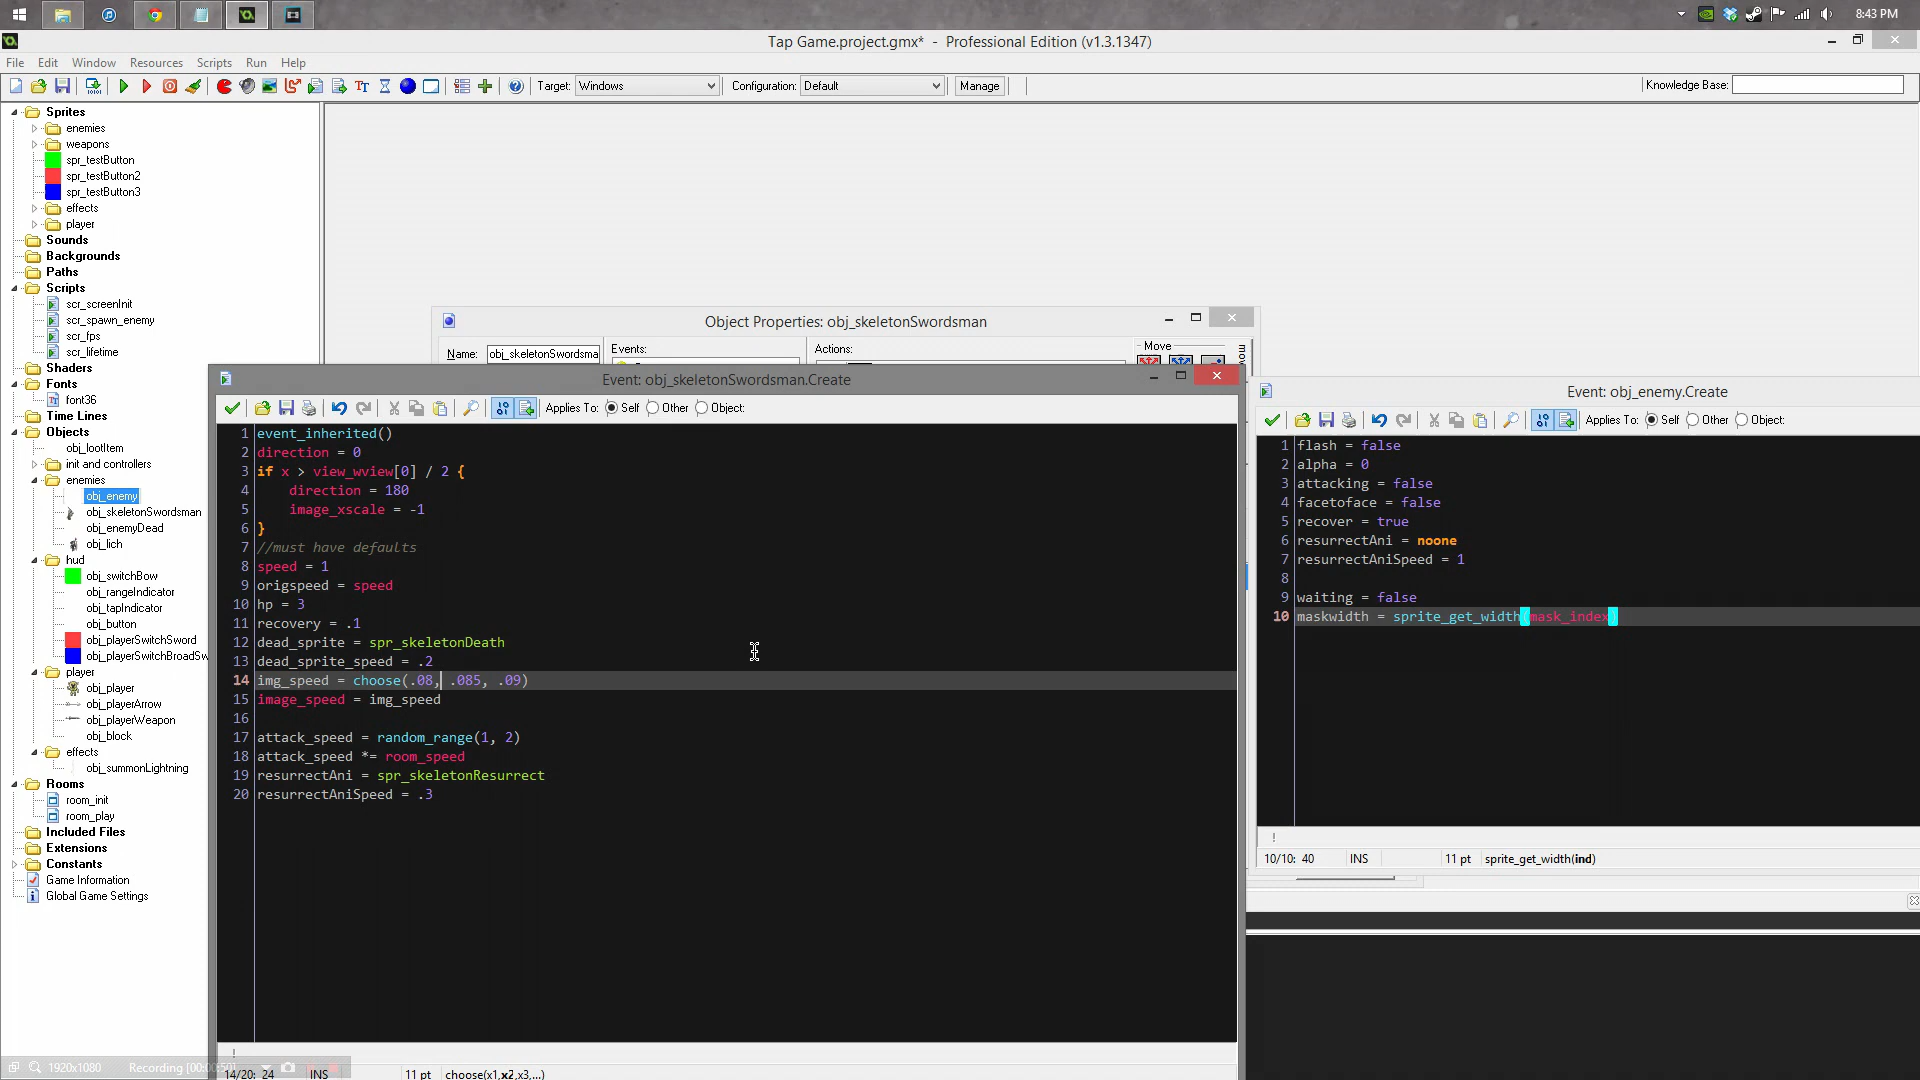 8:43 PM
Tap Game.project.gmx* - Professional Edition (v1.3.1347)
File Edit Window Resources Scripts Run Help
Target: Windows Configuration: Default Manage Knowledge Base:
Sprites
enemies
weapons
spr_testButton
spr_testButton2
spr_testButton3
effects
player
Sounds
Backgrounds
Paths
Scripts
scr_screenInit
scr_spawn_enemy
scr_fps
scr_lifetime
Shaders
Fonts
font36
Time Lines
Objects
obj_lootItem
init and controllers
enemies
obj_enemy
obj_skeletonSwordsman
obj_enemyDead
obj_lich
hud
obj_switchBow
obj_rangeIndicator
obj_tapIndicator
obj_button
obj_playerSwitchSword
obj_playerSwitchBroadSw
player
obj_player
obj_playerArrow
obj_playerWeapon
obj_block
effects
obj_summonLightning
Rooms
room_init
room_play
Included Files
Extensions
Constants
Game Information
Global Game Settings
1920x1080 Recording [00:00:50]
Object Properties: obj_skeletonSwordsman
Name: obj_skeletonSwordsma Events: Actions: Move
move
Event: obj_skeletonSwordsman.Create
Applies To: Self Other Object:
1 event_inherited()
2 direction = 0
3 if x > view_wview[0] / 2 {
4 direction = 180
5 image_xscale = -1
6 }
7 //must have defaults
8 speed = 1
9 origspeed = speed
10 hp = 3
11 recovery = .1
12 dead_sprite = spr_skeletonDeath
13 dead_sprite_speed = .2
14 img_speed = choose(.08, .085, .09)
15 image_speed = img_speed
16
17 attack_speed = random_range(1, 2)
18 attack_speed *= room_speed
19 resurrectAni = spr_skeletonResurrect
20 resurrectAniSpeed = .3
14/20: 24 INS 11 pt choose(x1,x2,x3,...)
Event: obj_enemy.Create
Applies To: Self Other Object:
1 flash = false
2 alpha = 0
3 attacking = false
4 facetoface = false
5 recover = true
6 resurrectAni = noone
7 resurrectAniSpeed = 1
8
9 waiting = false
10 maskwidth = sprite_get_width(mask_index)
10/10: 40 INS 11 pt sprite_get_width(ind)